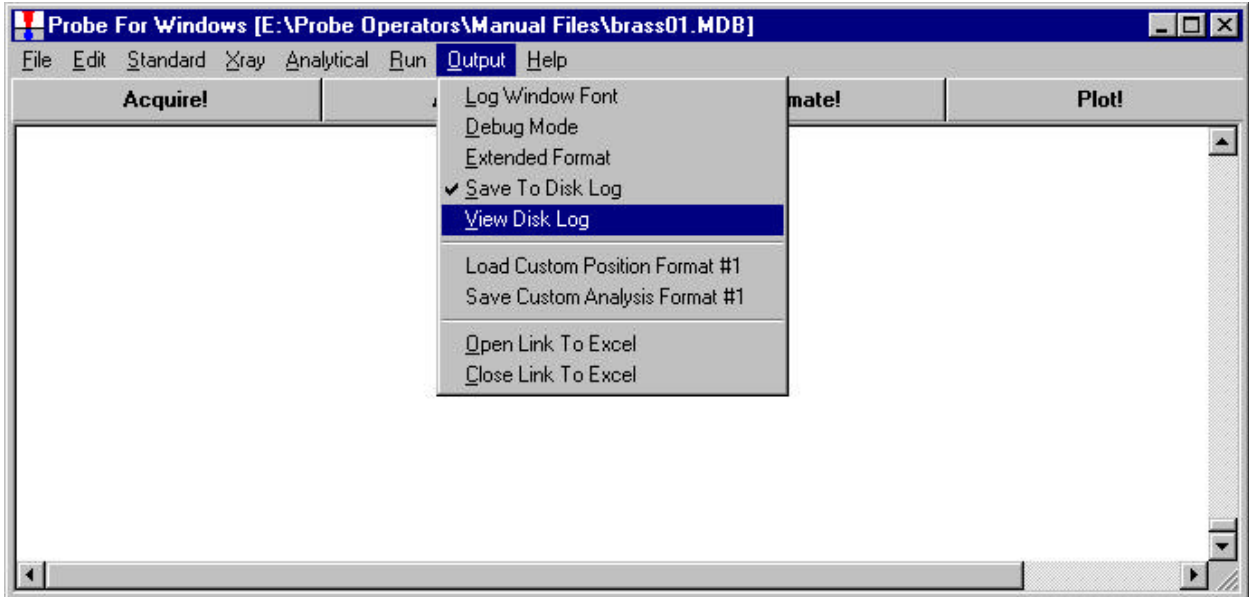 Probe For Windows [E:\Probe Operators\Manual Files\brass01.MDB]
File Edit Standard Xray Analytical Run Output Help
Acquire! mate! Plot!
Log Window Font
Debug Mode
Extended Format
Save To Disk Log
View Disk Log
Load Custom Position Format #1
Save Custom Analysis Format #1
Open Link To Excel
Close Link To Excel